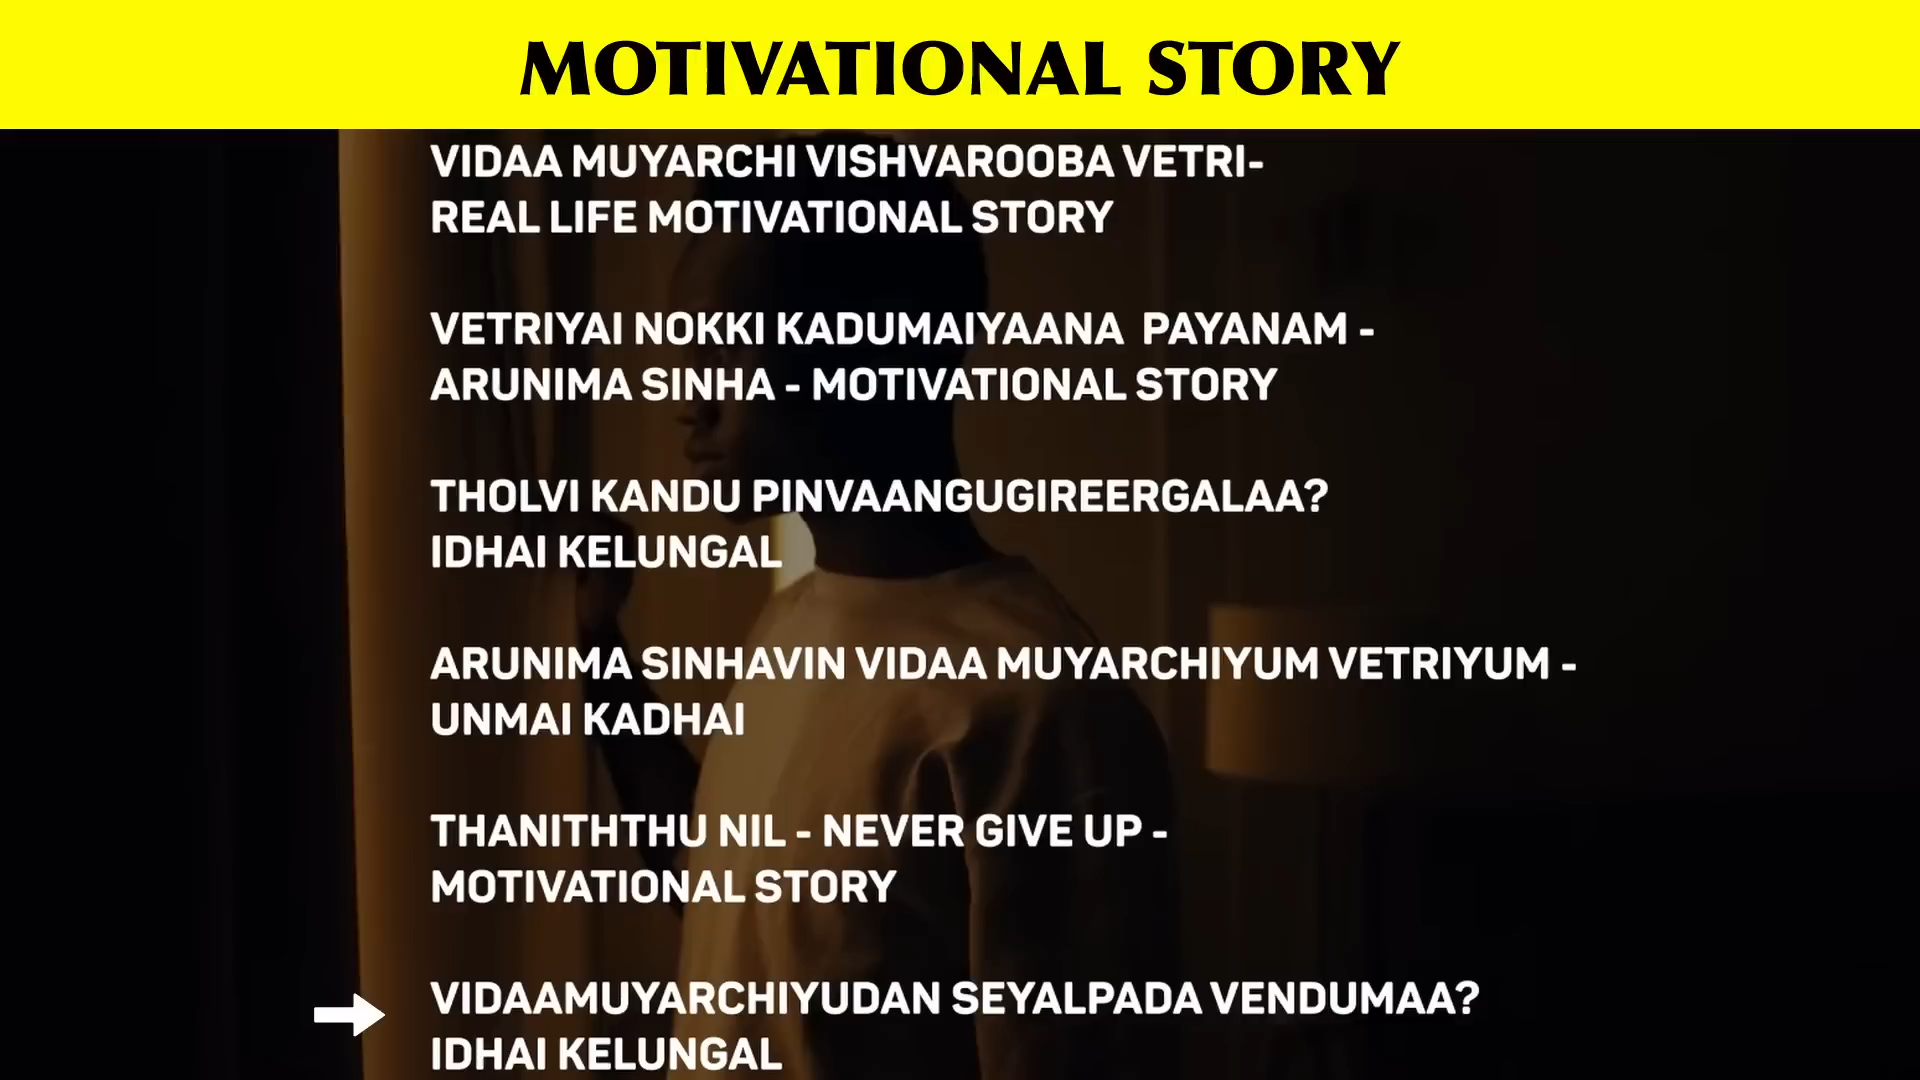 MOTIVATIONAL STORY
VIDAA MUYARCHI VISHVAROOBA VETRI-
REAL LIFE MOTIVATIONAL STORY
VETRIYAI NOKKI KADUMAIYAANA PAYANAM -
ARUNIMA SINHA - MOTIVATIONAL STORY
THOLVI KANDU PINVAANGUGIREERGALAA?
IDHAI KELUNGAL
ARUNIMA SINHAVIN VIDAA MUYARCHIYUM VETRIYUM -
UNMAI KADHAI
THANITHTHU NIL - NEVER GIVE UP -
MOTIVATIONAL STORY
VIDAAMUYARCHIYUDAN SEYALPADA VENDUMAA?
IDHAI KELUNGAL